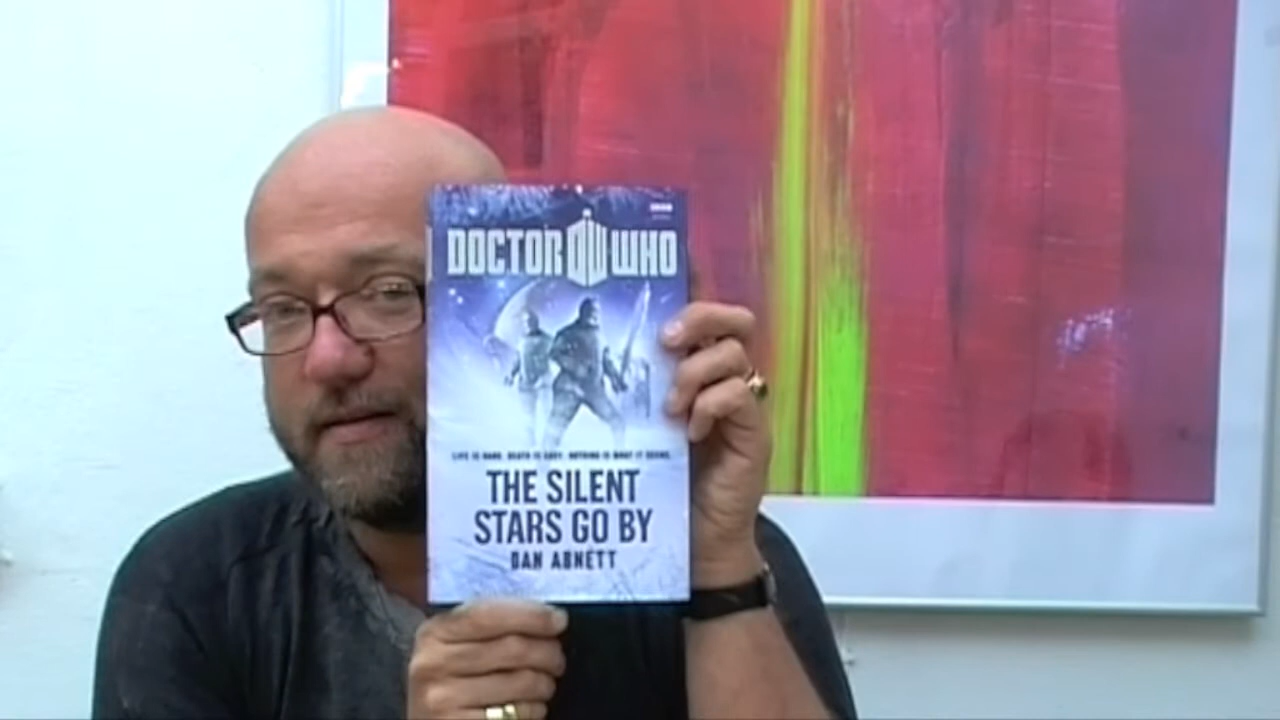 BBC
DOCTOR WHO
LIFE IS HARD. DEATH IS EASY. NOTHING IS WHAT IT SEEMS.
THE SILENT
STARS GO BY
DAN ABNETT